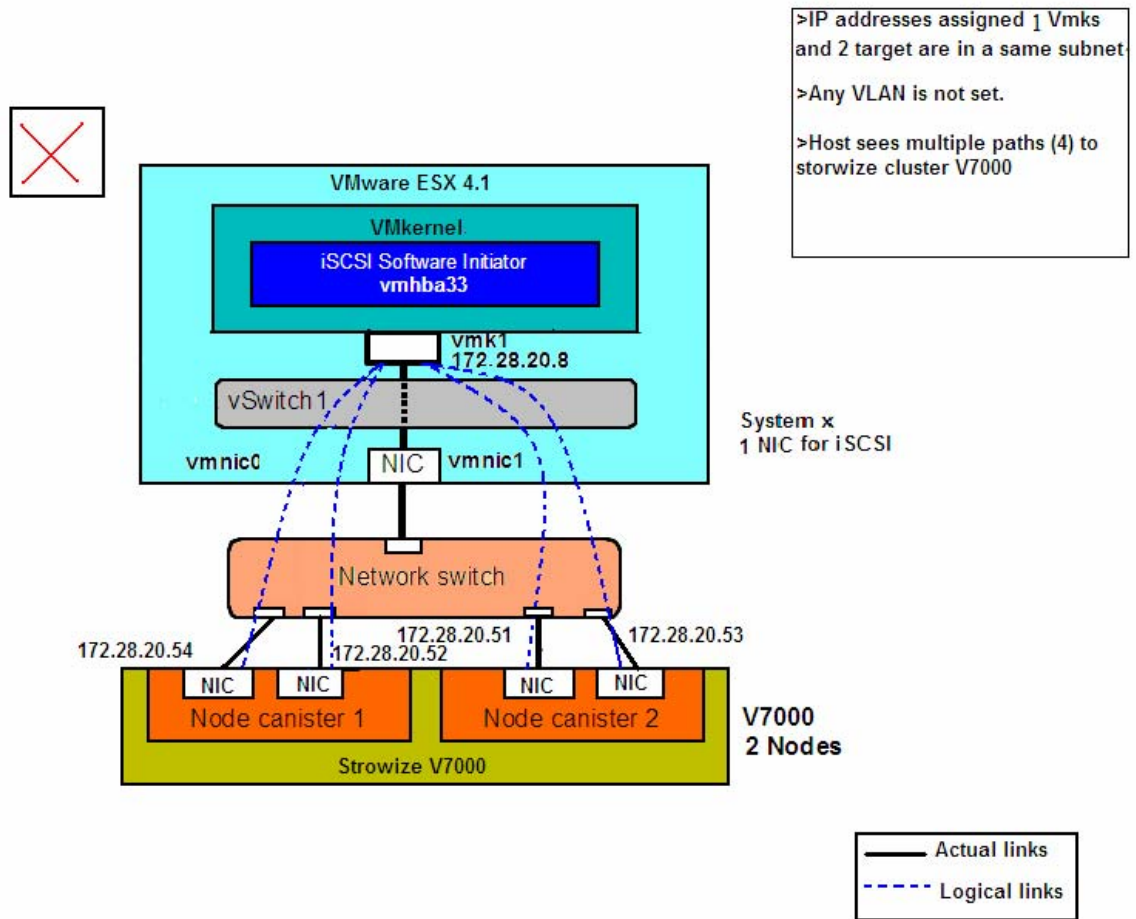 >IP addresses assigned 1 Vmks
and 2 target are in a same subnet
>Any VLAN is not set.
>Host sees multiple paths (4) to
storwize cluster V7000
VMware ESX 4.1
VMkernel
iSCSI Software Initiator
vmhba33
vmk1
172.28.20.8
vSwitch1
System x
1 NIC for iSCSI
vmnic0
NIC
vmnic1
Network switch
172.28.20.54
172.28.20.52
172.28.20.51
172.28.20.53
NIC
NIC
NIC
NIC
Node canister 1
Node canister 2
V7000
2 Nodes
Strowize V7000
Actual links
Logical links